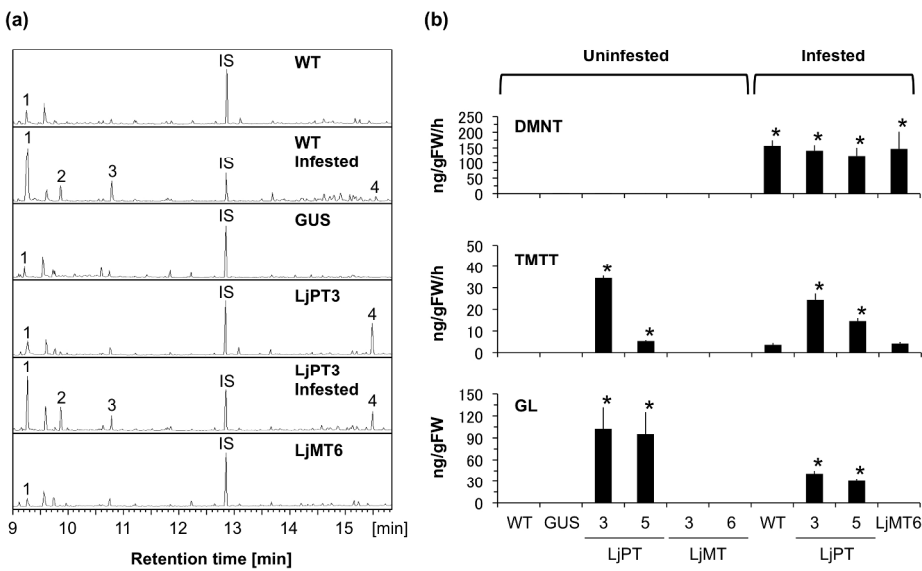 (a)
IS
WT
1
1
WT
Infested
IS
2
3
4
IS
GUS
1
IS
LjPT3
4
1
1
IS
LjPT3
Infested
2
3
4
IS
LjMT6
1
9 10 11 12 13 14 15 [min]
Retention time [min]
(b)
Uninfested Infested
ng/gFW/h
250
200
150
100
50
0
DMNT
* * * *
ng/gFW/h
50
40
30
20
10
0
TMTT
* * * *
ng/gFW
150
120
90
60
30
0
GL
* * * *
WT GUS 3 5 3 6 WT 3 5 LjMT6
LjPT LjMT LjPT